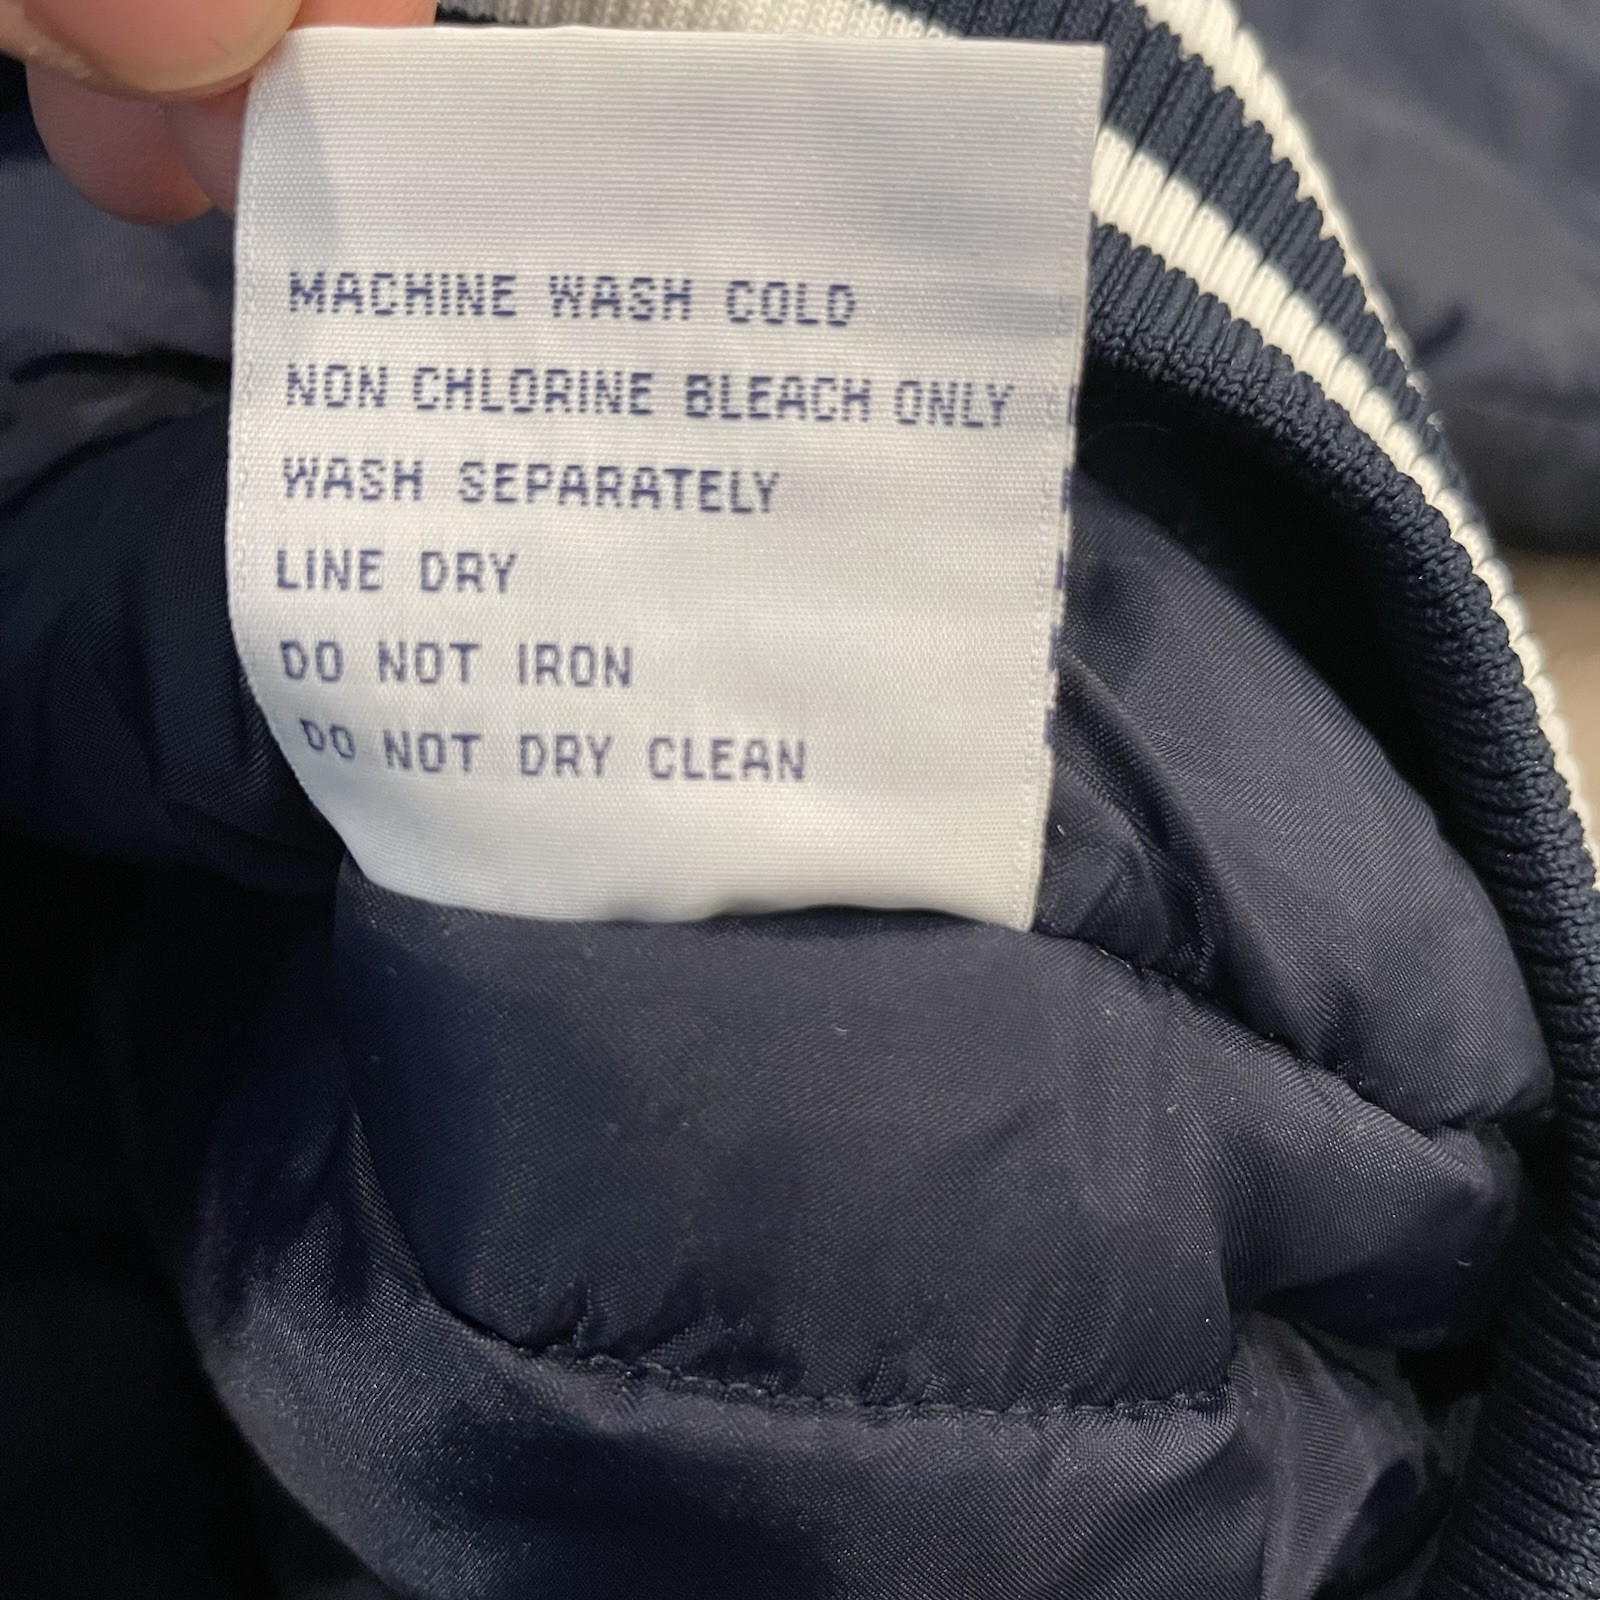 MACHINE WASH COLD
NON CHLORINE BLEACH ONLY
WASH SEPARATELY
LINE DRY
DO NOT IRON
DO NOT DRY CLEAN